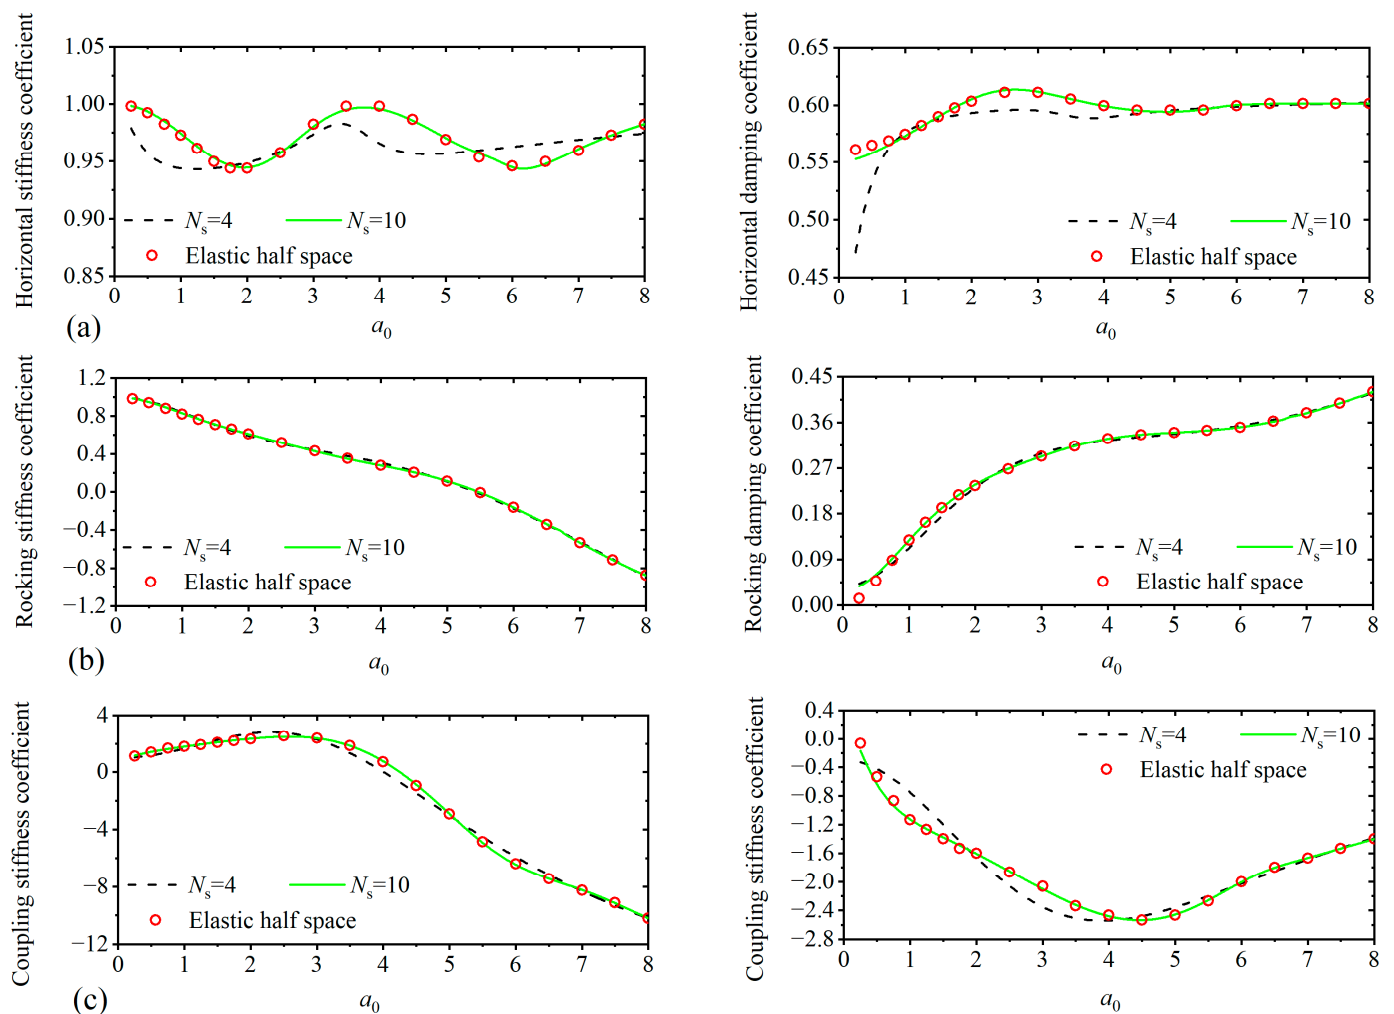 Horizontal stiffness coefficient
1.05
1.00
0.95
0.90
0.85
Nₛ=4
Nₛ=10
Elastic half space
0 1 2 3 4 5 6 7 8
a₀
(a)
Horizontal damping coefficient
0.65
0.60
0.55
0.50
0.45
Nₛ=4
Nₛ=10
Elastic half space
0 1 2 3 4 5 6 7 8
a₀
Rocking stiffness coefficient
1.2
0.8
0.4
0.0
−0.4
−0.8
−1.2
Nₛ=4
Nₛ=10
Elastic half space
0 1 2 3 4 5 6 7 8
a₀
(b)
Rocking damping coefficient
0.45
0.36
0.27
0.18
0.09
0.00
Nₛ=4
Nₛ=10
Elastic half space
0 1 2 3 4 5 6 7 8
a₀
Coupling stiffness coefficient
4
0
−4
−8
−12
Nₛ=4
Nₛ=10
Elastic half space
0 1 2 3 4 5 6 7 8
a₀
(c)
Coupling stiffness coefficient
0.4
0.0
−0.4
−0.8
−1.2
−1.6
−2.0
−2.4
−2.8
Nₛ=4
Nₛ=10
Elastic half space
0 1 2 3 4 5 6 7 8
a₀